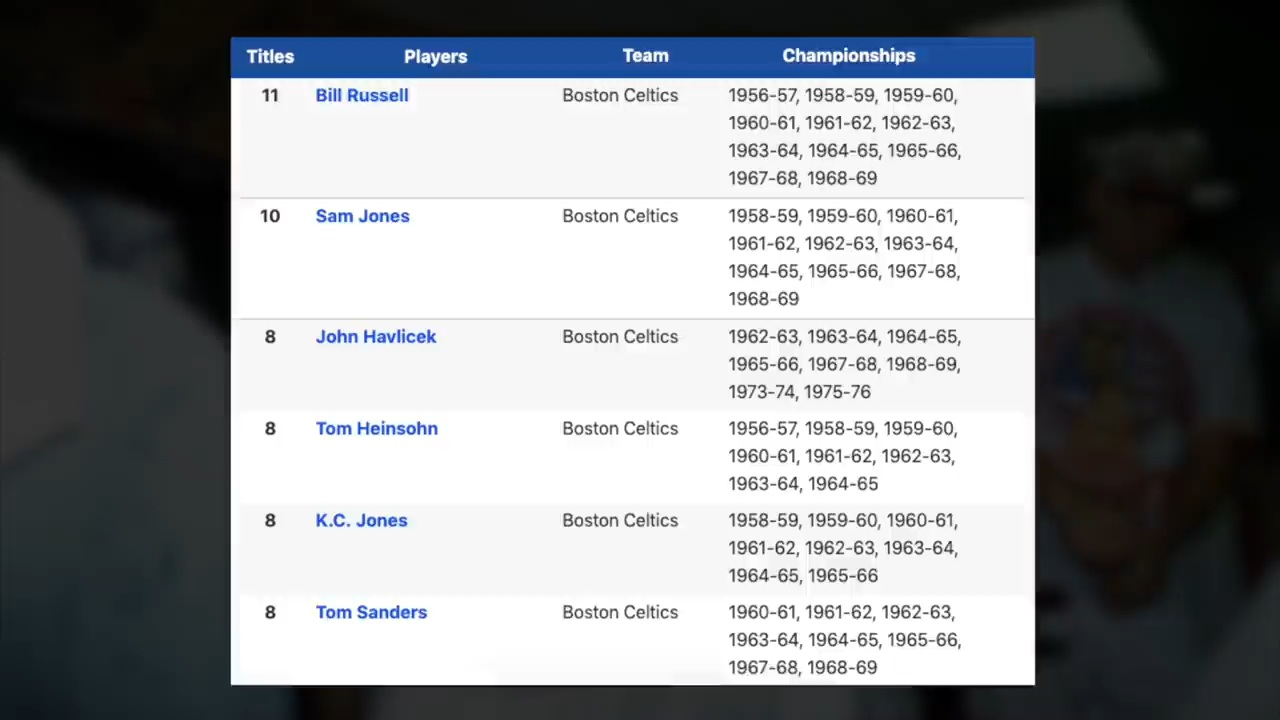 Titles Players Team Championships
11 Bill Russell Boston Celtics 1956-57, 1958-59, 1959-60,
1960-61, 1961-62, 1962-63,
1963-64, 1964-65, 1965-66,
1967-68, 1968-69
10 Sam Jones Boston Celtics 1958-59, 1959-60, 1960-61,
1961-62, 1962-63, 1963-64,
1964-65, 1965-66, 1967-68,
1968-69
8 John Havlicek Boston Celtics 1962-63, 1963-64, 1964-65,
1965-66, 1967-68, 1968-69,
1973-74, 1975-76
8 Tom Heinsohn Boston Celtics 1956-57, 1958-59, 1959-60,
1960-61, 1961-62, 1962-63,
1963-64, 1964-65
8 K.C. Jones Boston Celtics 1958-59, 1959-60, 1960-61,
1961-62, 1962-63, 1963-64,
1964-65, 1965-66
8 Tom Sanders Boston Celtics 1960-61, 1961-62, 1962-63,
1963-64, 1964-65, 1965-66,
1967-68, 1968-69